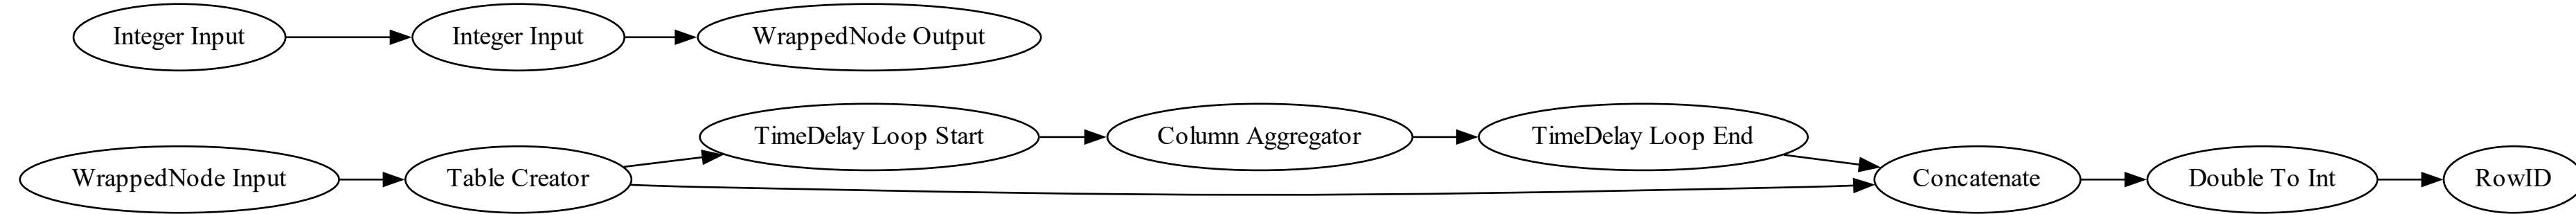 Integer Input
Integer Input
WrappedNode Output
TimeDelay Loop Start
Column Aggregator
TimeDelay Loop End
WrappedNode Input
Table Creator
Concatenate
Double To Int
RowID